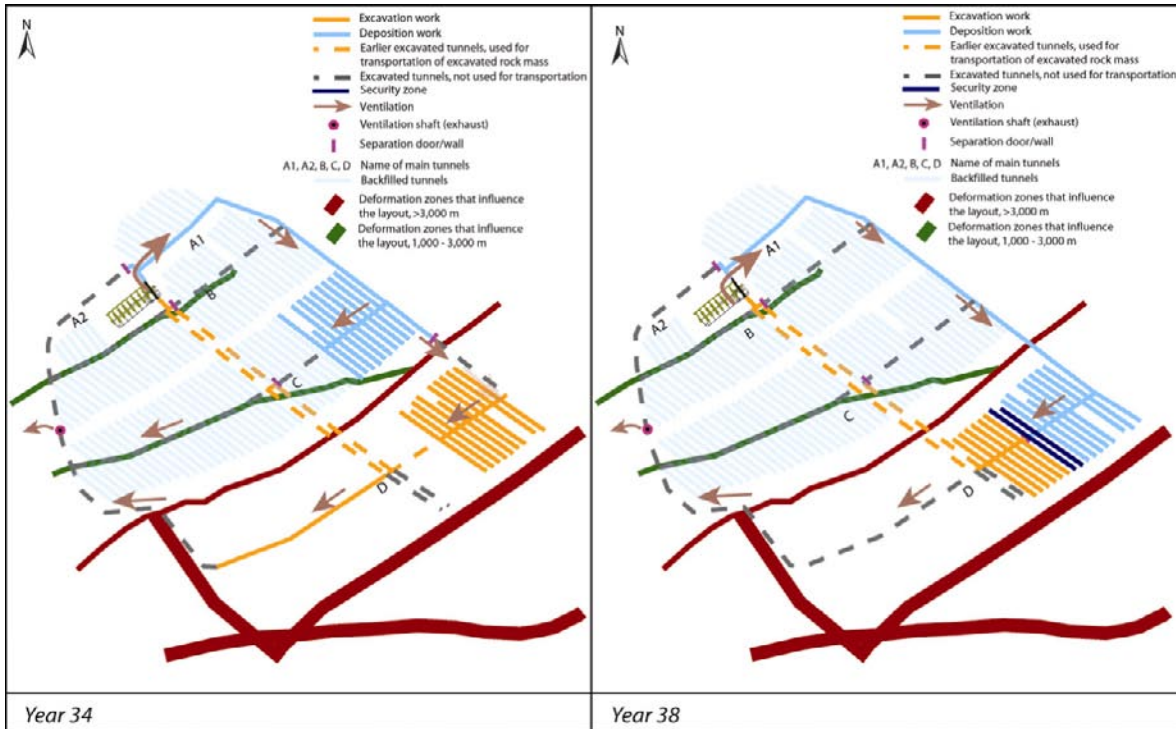 N
Excavation work
Deposition work
Earlier excavated tunnels, used for
transportation of excavated rock mass
Excavated tunnels, not used for transportation
Security zone
Ventilation
Ventilation shaft (exhaust)
Separation door/wall
A1, A2, B, C, D Name of main tunnels
Backfilled tunnels
Deformation zones that influence
the layout, >3,000 m
Deformation zones that influence
the layout, 1,000 - 3,000 m
A1
B
A2
C
D
Year 34
N
Excavation work
Deposition work
Earlier excavated tunnels, used for
transportation of excavated rock mass
Excavated tunnels, not used for transportation
Security zone
Ventilation
Ventilation shaft (exhaust)
Separation door/wall
A1, A2, B, C, D Name of main tunnels
Backfilled tunnels
Deformation zones that influence
the layout, >3,000 m
Deformation zones that influence
the layout, 1,000 - 3,000 m
A1
A2
B
C
D
Year 38